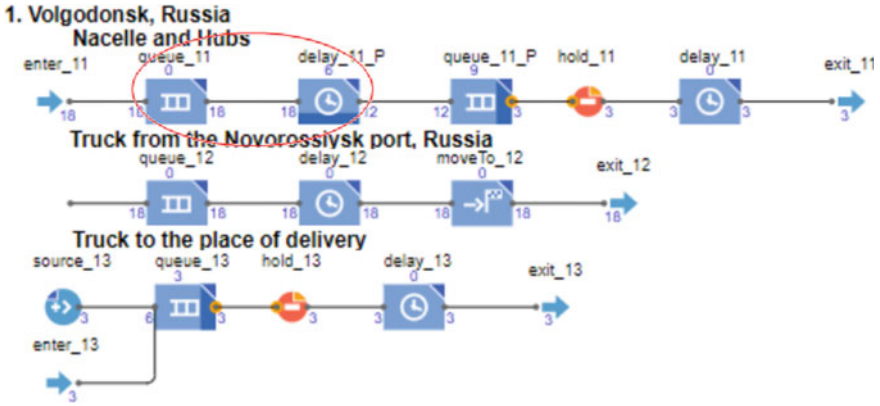 1. Volgodonsk, Russia
Nacelle and Hubs
enter_11 queue_11 delay_11_P queue_11_P hold_11 delay_11 exit_11
0 6 9 0
18 18 18 18 12 12 3 3 3 3 3
Truck from the Novorossiysk port, Russia
queue_12 delay_12 moveTo_12 exit_12
0 0 0
18 18 18 18 18 18 18
Truck to the place of delivery
source_13 queue_13 hold_13 delay_13 exit_13
3 0
3 6 3 3 3 3 3
enter_13
3